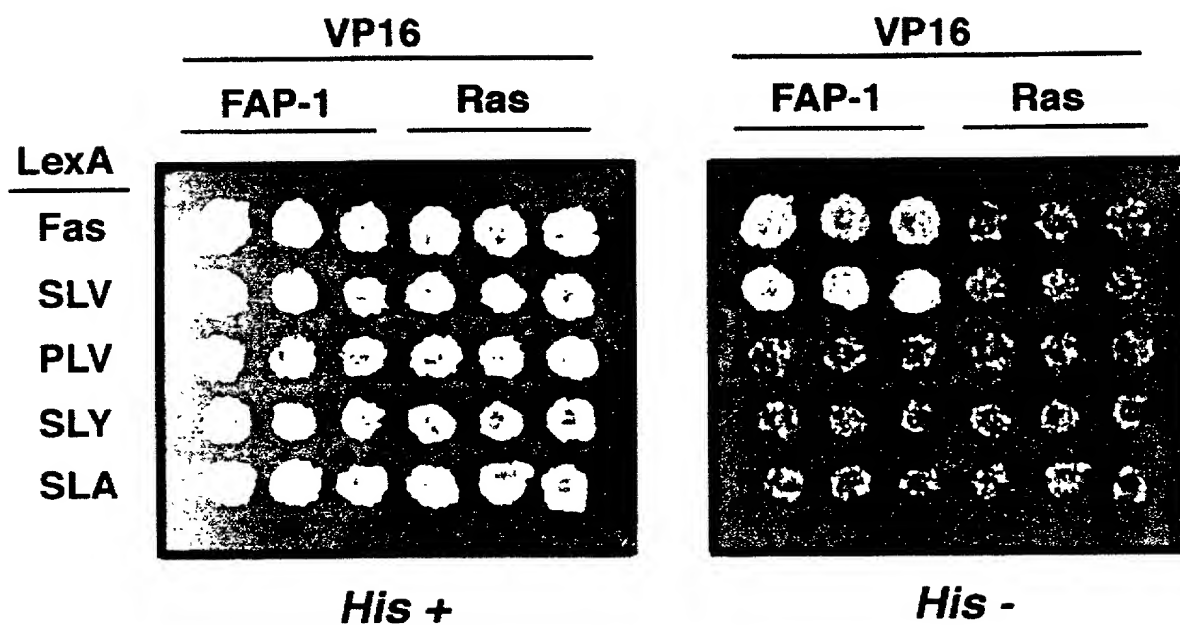 VP16 VP16
FAP-1 Ras FAP-1 Ras
LexA
Fas
SLV
PLV
SLY
SLA
His + His -